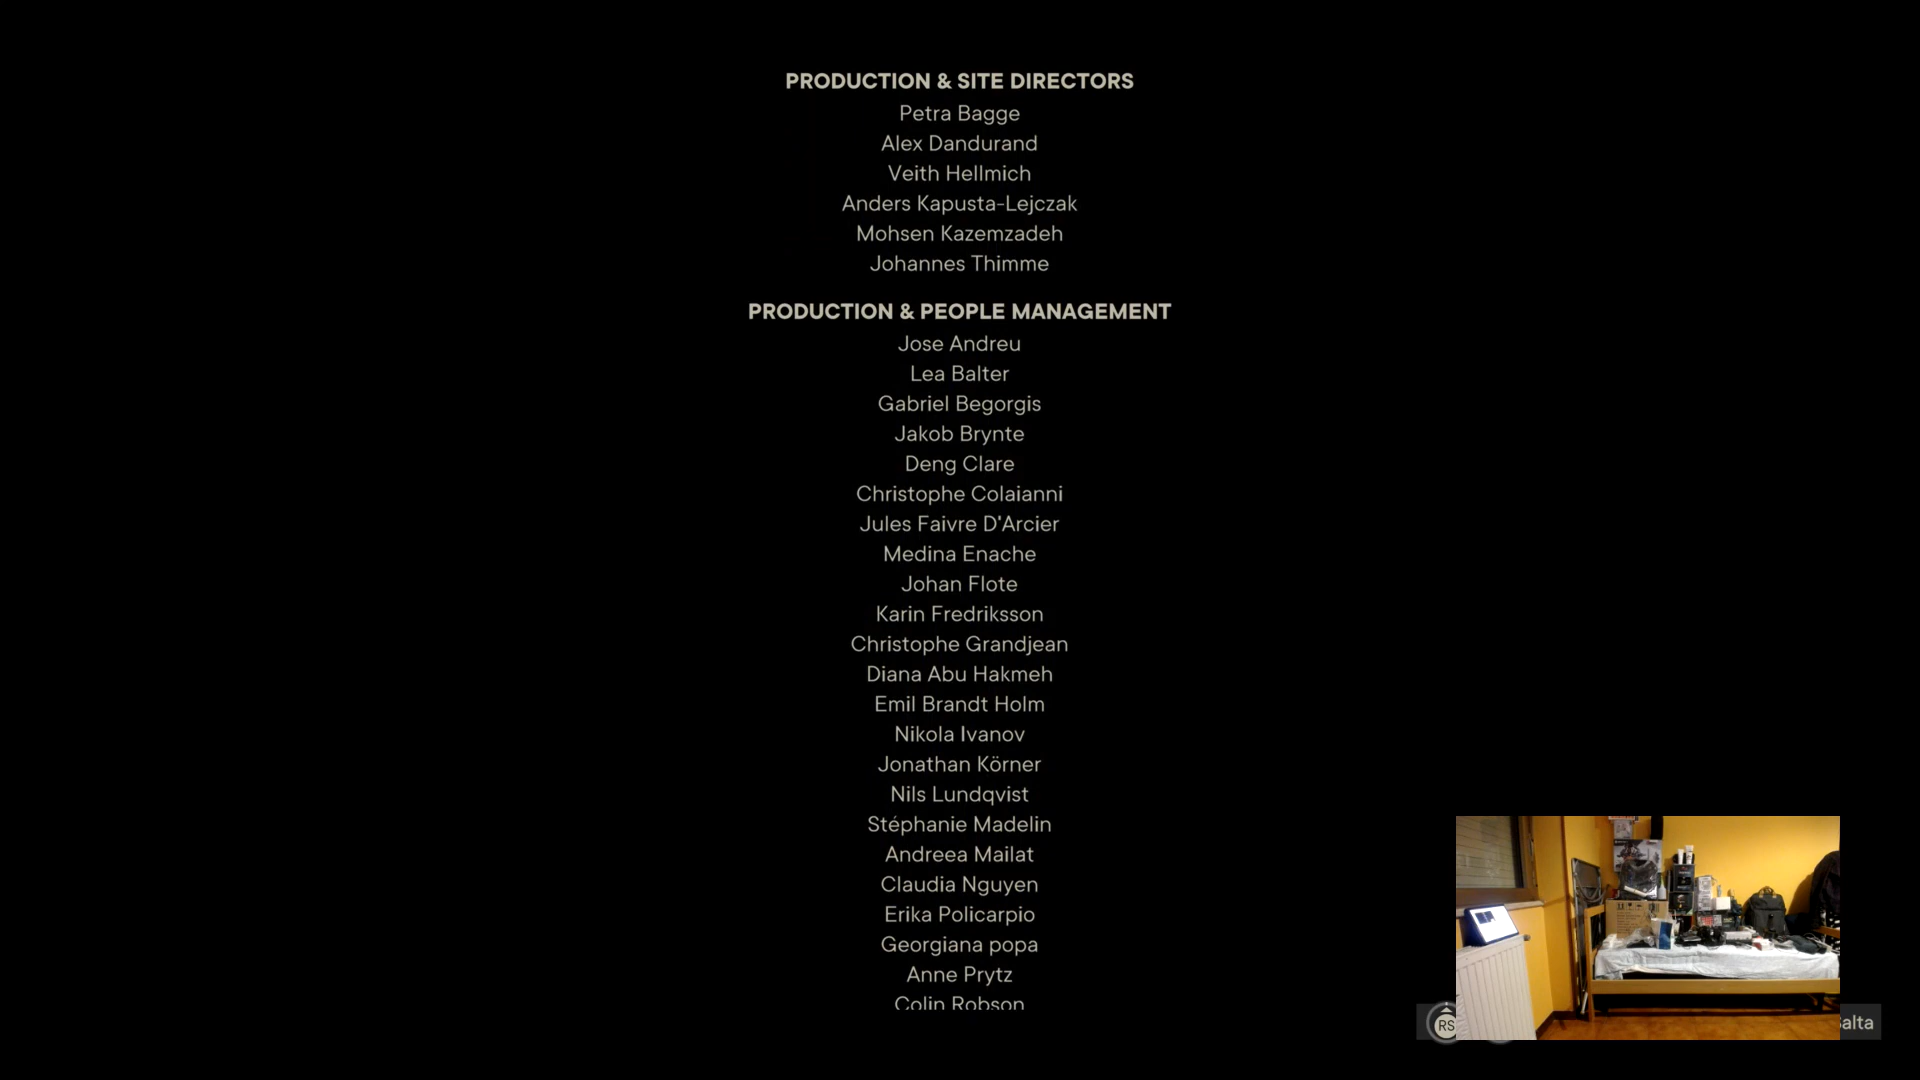 PRODUCTION & SITE DIRECTORS
Petra Bagge
Alex Dandurand
Veith Hellmich
Anders Kapusta-Lejczak
Mohsen Kazemzadeh
Johannes Thimme
PRODUCTION & PEOPLE MANAGEMENT
Jose Andreu
Lea Balter
Gabriel Begorgis
Jakob Brynte
Deng Clare
Christophe Colaianni
Jules Faivre D'Arcier
Medina Enache
Johan Flote
Karin Fredriksson
Christophe Grandjean
Diana Abu Hakmeh
Emil Brandt Holm
Nikola Ivanov
Jonathan Körner
Nils Lundqvist
Stéphanie Madelin
Andreea Mailat
Claudia Nguyen
Erika Policarpio
Georgiana popa
Anne Prytz
Colin Robson
RS
alta